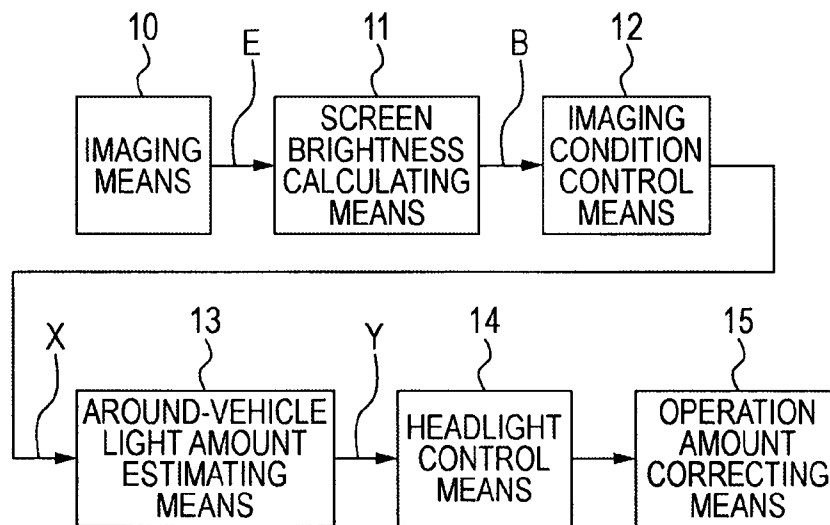 10
E
11
B
12
IMAGING
MEANS
SCREEN
BRIGHTNESS
CALCULATING
MEANS
IMAGING
CONDITION
CONTROL
MEANS
X
13
Y
14
15
AROUND-VEHICLE
LIGHT AMOUNT
ESTIMATING
MEANS
HEADLIGHT
CONTROL
MEANS
OPERATION
AMOUNT
CORRECTING
MEANS